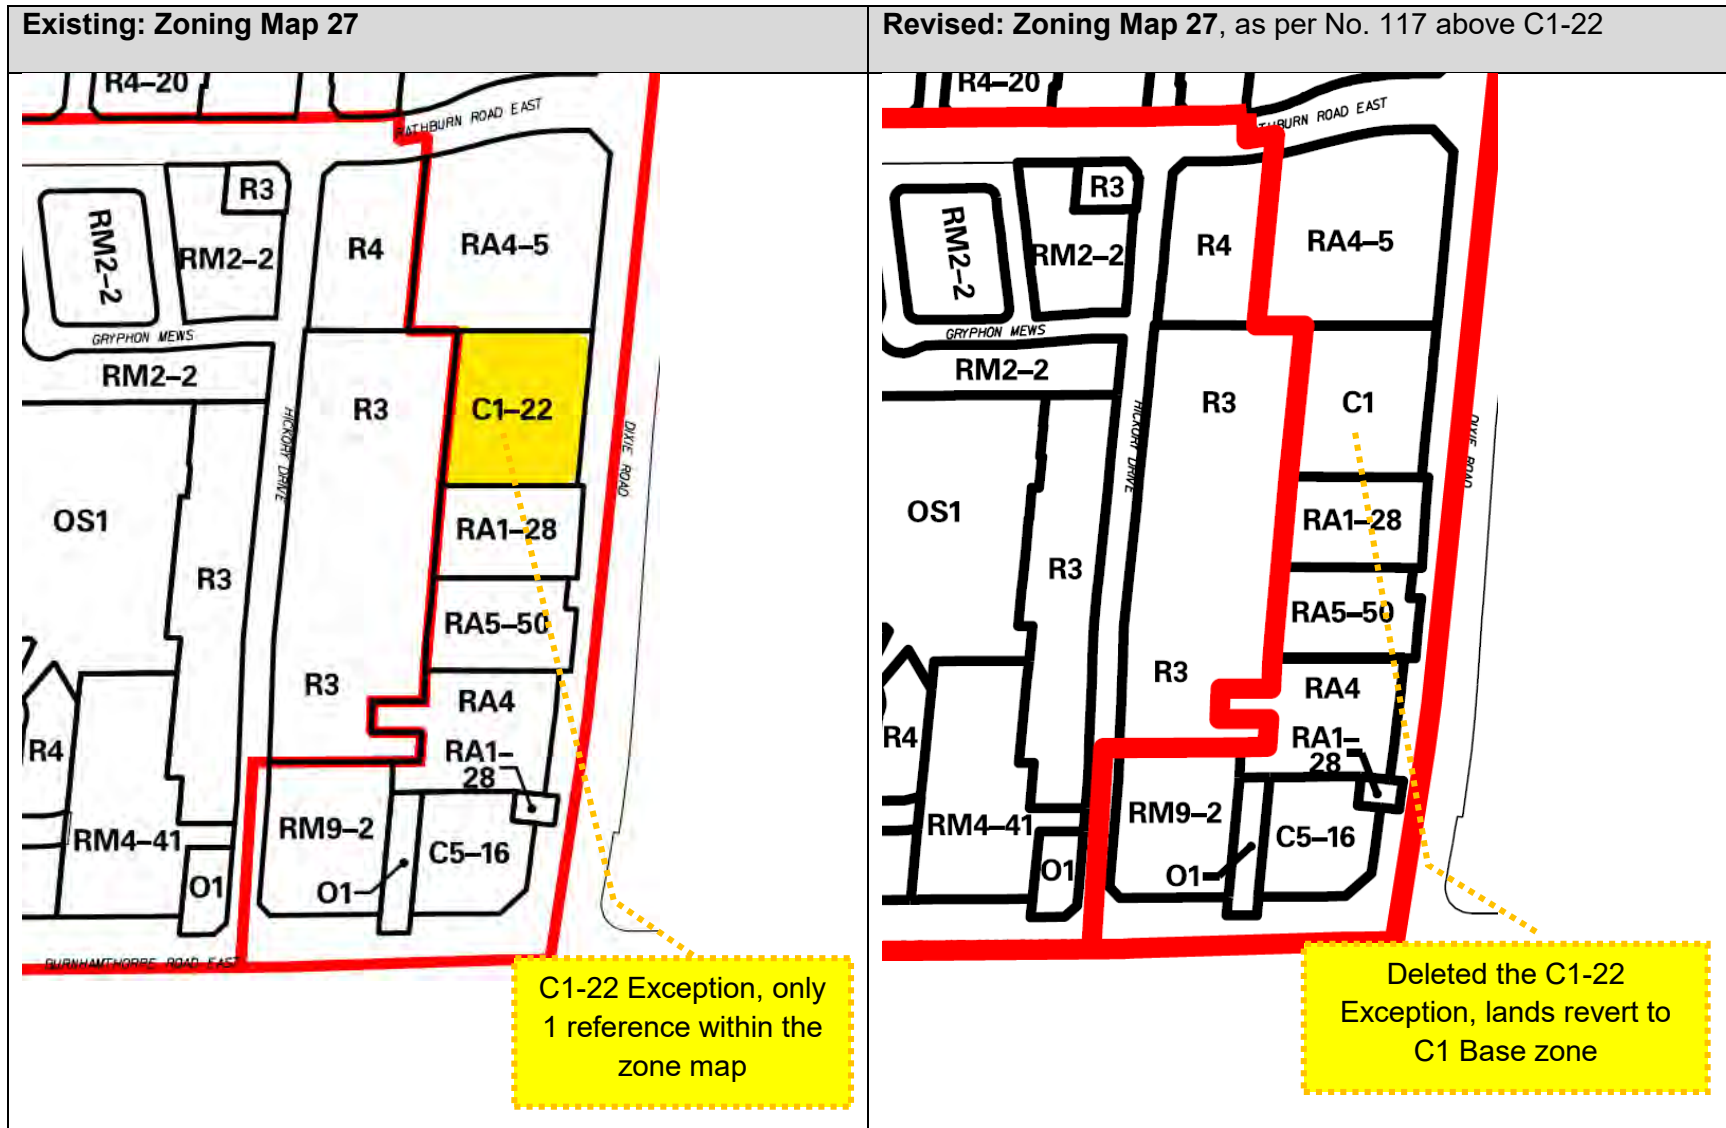 Existing: Zoning Map 27
R4–20
RATHBURN ROAD EAST
R3
RM2–2
RM2–2
R4
RA4–5
GRYPHON MEWS
RM2–2
R3
C1–22
HICKORY DRIVE
DIXIE ROAD
OS1
RA1–28
R3
RA5–50
R3
RA4
R4
RA1–
28
RM9–2
RM4–41
C5–16
O1
O1
BURNHAMTHORPE ROAD EAST
C1-22 Exception, only
1 reference within the
zone map
Revised: Zoning Map 27, as per No. 117 above C1-22
R4–20
THBURN ROAD EAST
R3
RM2–2
RM2–2
R4
RA4–5
GRYPHON MEWS
RM2–2
R3
C1
HICKORY DRIVE
DIXIE ROAD
OS1
RA1–28
R3
RA5–50
R3
RA4
R4
RA1–
28
RM9–2
RM4–41
C5–16
O1
O1
Deleted the C1-22
Exception, lands revert to
C1 Base zone